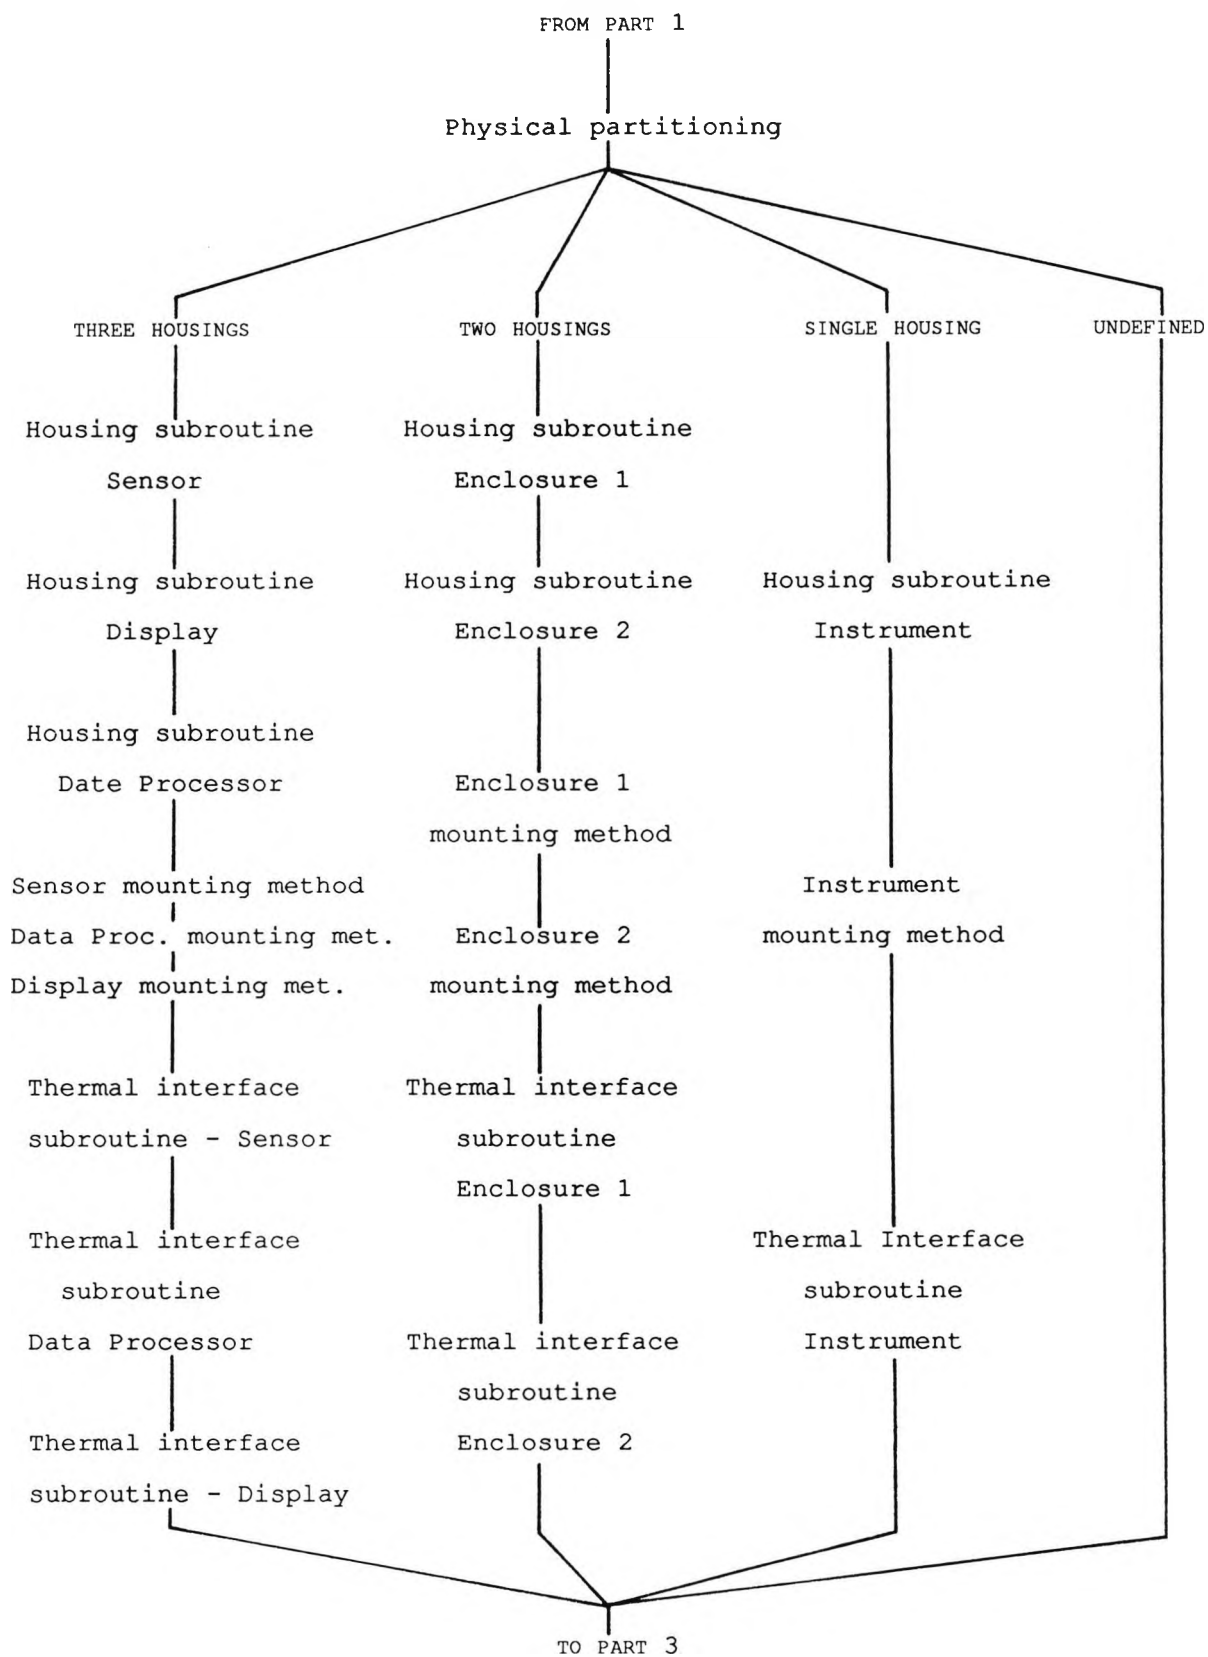 FROM PART 1
Physical partitioning
THREE HOUSINGS
Housing subroutine
Sensor
Housing subroutine
Display
Housing subroutine
Date Processor
Sensor mounting method
Data Proc. mounting met.
Display mounting met.
Thermal interface
subroutine - Sensor
Thermal interface
subroutine
Data Processor
Thermal interface
subroutine - Display
TWO HOUSINGS
Housing subroutine
Enclosure 1
Housing subroutine
Enclosure 2
Enclosure 1
mounting method
Enclosure 2
mounting method
Thermal interface
subroutine
Enclosure 1
Thermal interface
subroutine
Enclosure 2
SINGLE HOUSING
Housing subroutine
Instrument
Instrument
mounting method
Thermal Interface
subroutine
Instrument
UNDEFINED
TO PART 3